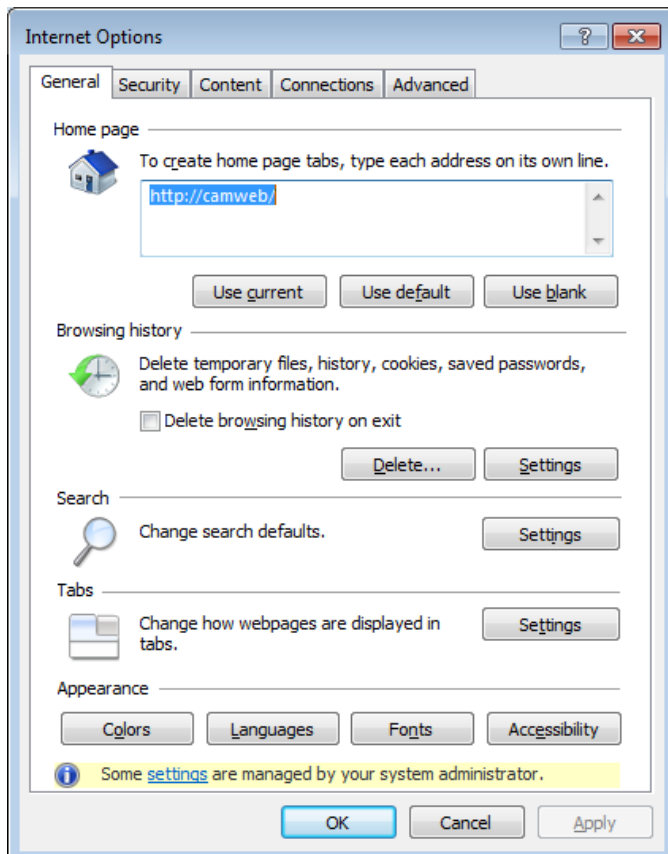 Internet Options
General Security Content Connections Advanced
Home page
To create home page tabs, type each address on its own line.
http://camweb/
Use current Use default Use blank
Browsing history
Delete temporary files, history, cookies, saved passwords,
and web form information.
Delete browsing history on exit
Delete... Settings
Search
Change search defaults.
Settings
Tabs
Change how webpages are displayed in
tabs.
Settings
Appearance
Colors Languages Fonts Accessibility
Some settings are managed by your system administrator.
OK Cancel Apply